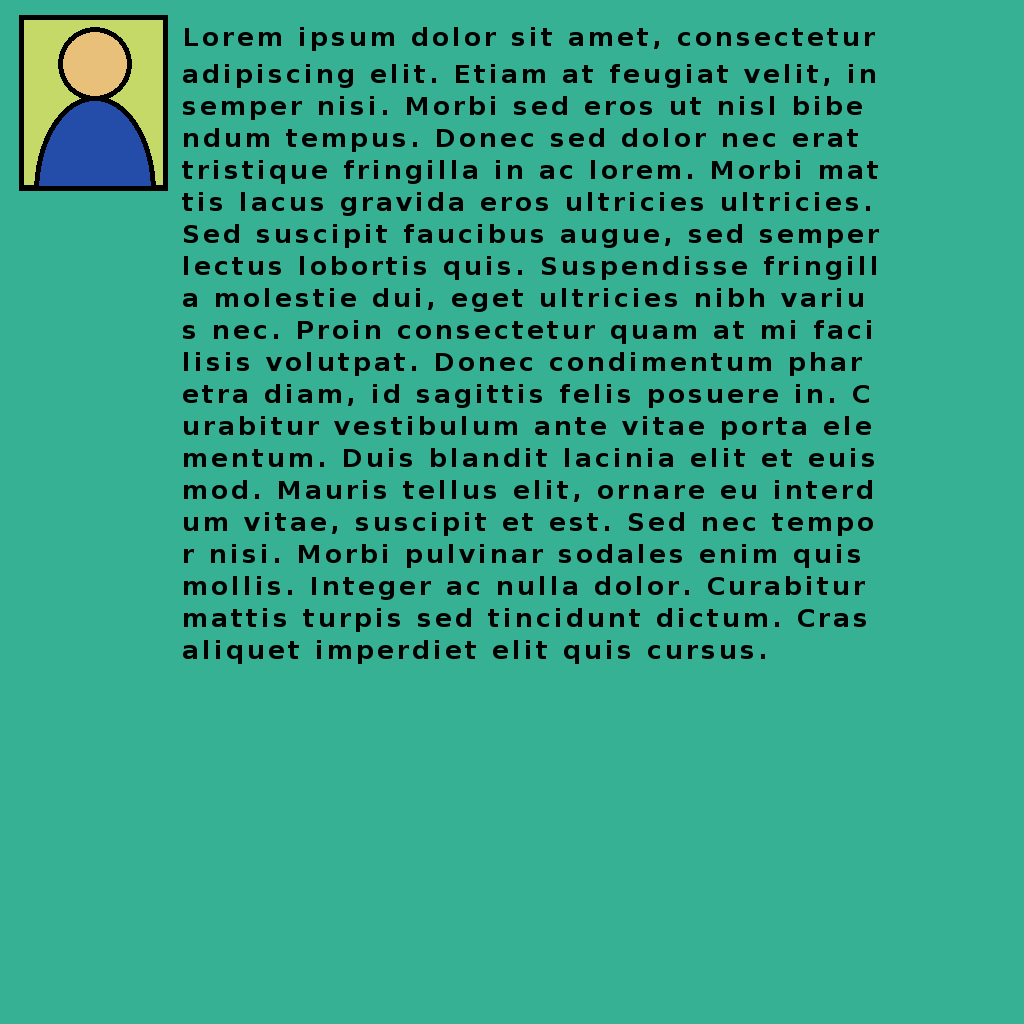 Lorem ipsum dolor sit amet, consectetur
adipiscing elit. Etiam at feugiat velit, in
semper nisi. Morbi sed eros ut nisl bibe
ndum tempus. Donec sed dolor nec erat
tristique fringilla in ac lorem. Morbi mat
tis lacus gravida eros ultricies ultricies.
Sed suscipit faucibus augue, sed semper
lectus lobortis quis. Suspendisse fringill
a molestie dui, eget ultricies nibh variu
s nec. Proin consectetur quam at mi faci
lisis volutpat. Donec condimentum phar
etra diam, id sagittis felis posuere in. C
urabitur vestibulum ante vitae porta ele
mentum. Duis blandit lacinia elit et euis
mod. Mauris tellus elit, ornare eu interd
um vitae, suscipit et est. Sed nec tempo
r nisi. Morbi pulvinar sodales enim quis
mollis. Integer ac nulla dolor. Curabitur
mattis turpis sed tincidunt dictum. Cras
aliquet imperdiet elit quis cursus.